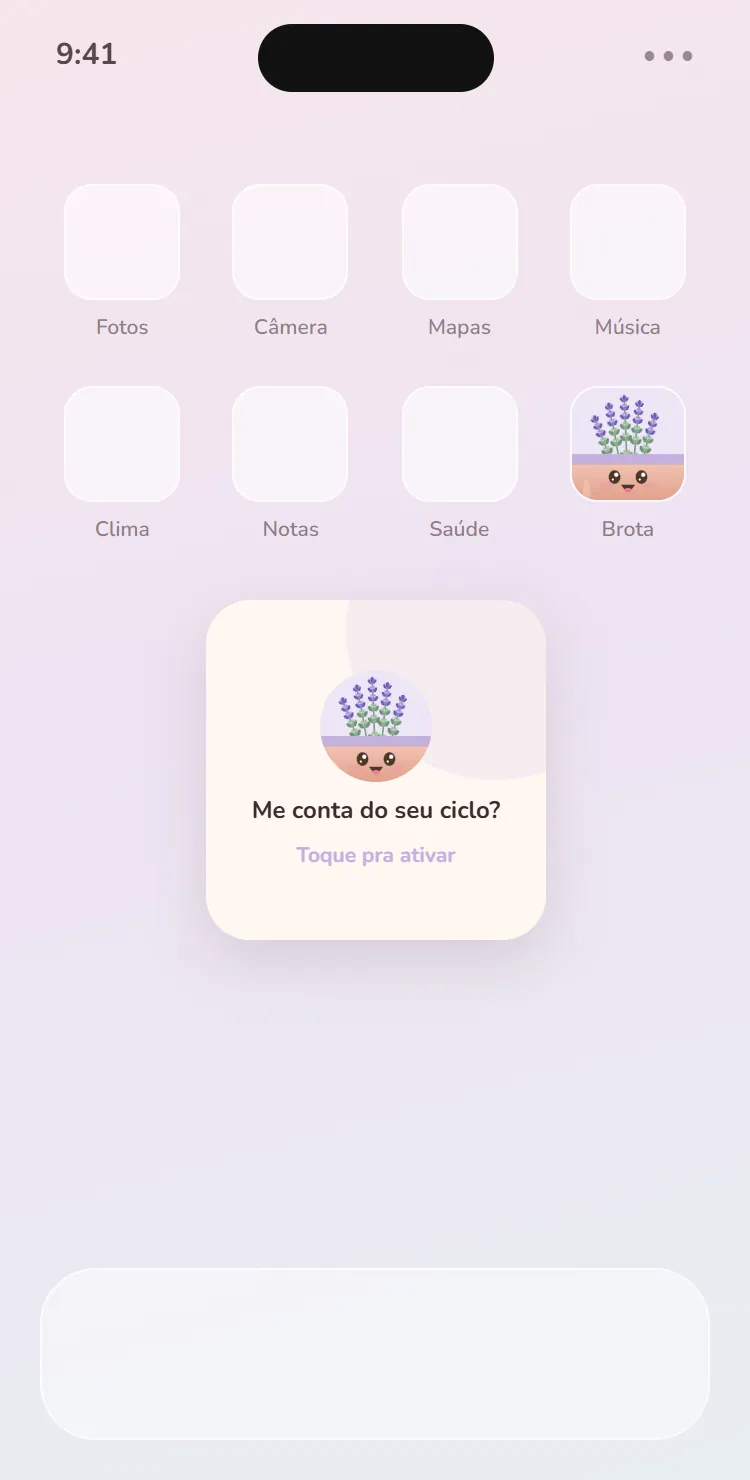 9:41
Fotos Câmera Mapas Música
Clima Notas Saúde Brota
Me conta do seu ciclo?
Toque pra ativar